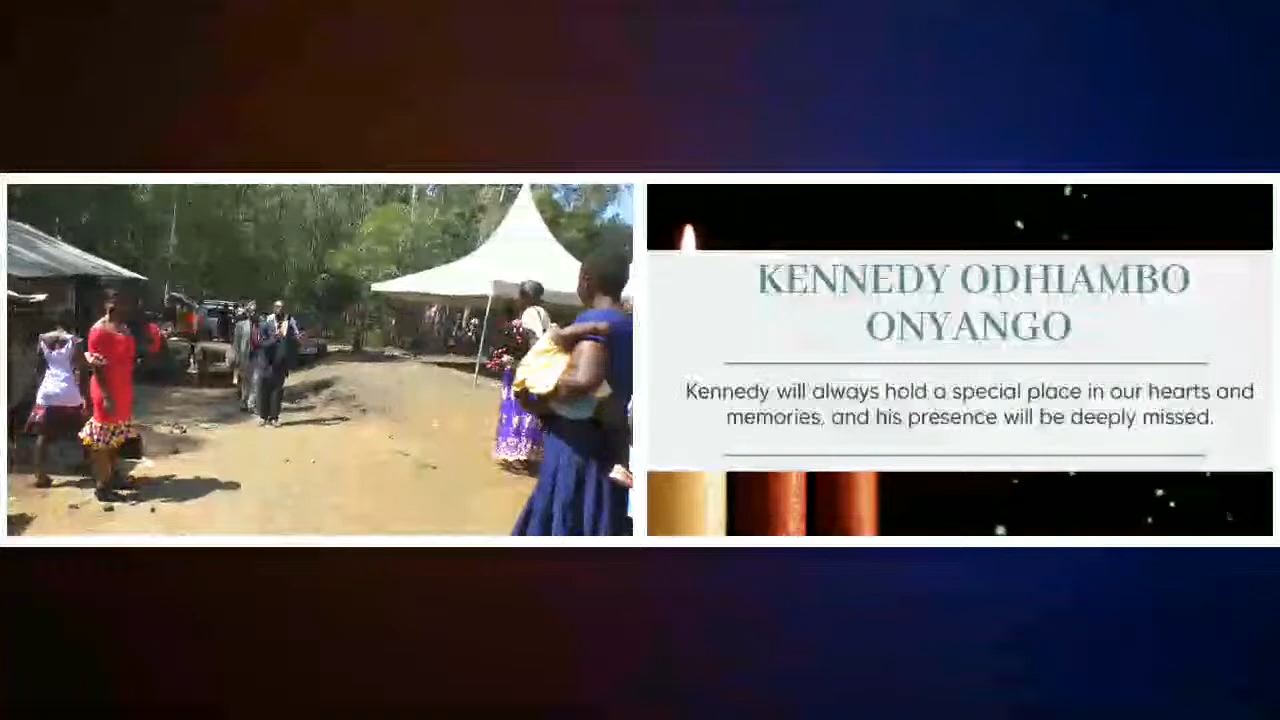 KENNEDY ODHIAMBO
ONYANGO
Kennedy will always hold a special place in our hearts and
memories, and his presence will be deeply missed.